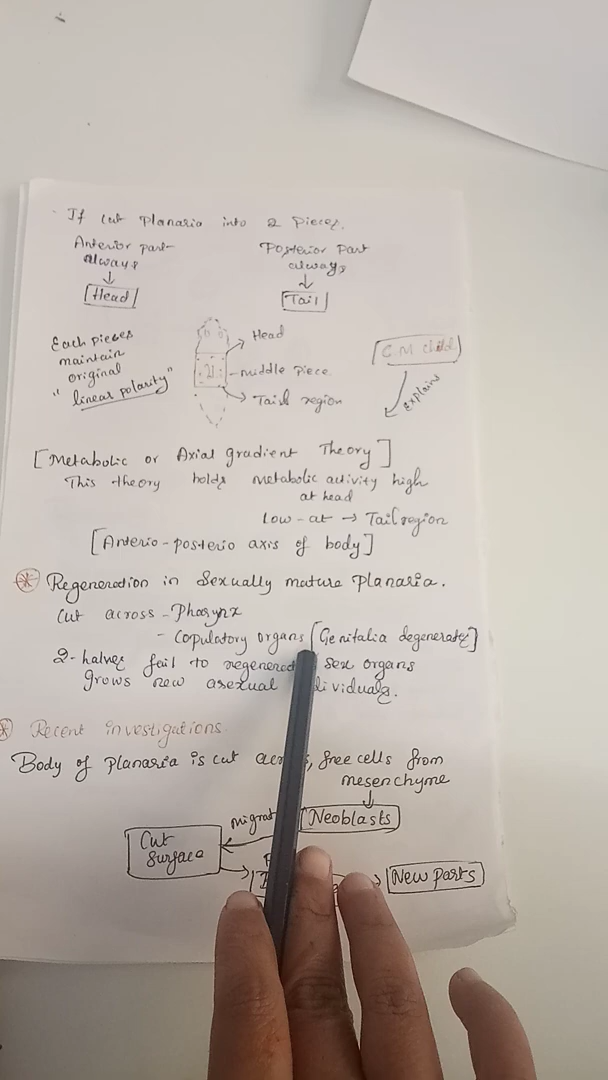 If cut planaria into 2 pieces.
Anterior part always
↓
[Head]
Posterior part always
↓
[Tail]
Each pieces maintain original "linear polarity"
Head
middle piece
Tail region
C.M child
Explains
[Metabolic or Axial gradient Theory]
This theory holds metabolic activity high at head
Low - at → Tail region
[Anterio-posterio axis of body]
Regeneration in Sexually mature Planaria.
Cut across - Pharynx
- Copulatory organs [Genitalia degenerate]
2-halves fail to regenerate sex organs
grows new asexual
Recent investigations.
Body of Planaria is cut, free cells from mesenchyme
↓
Neoblasts
Cut Surface
New parts